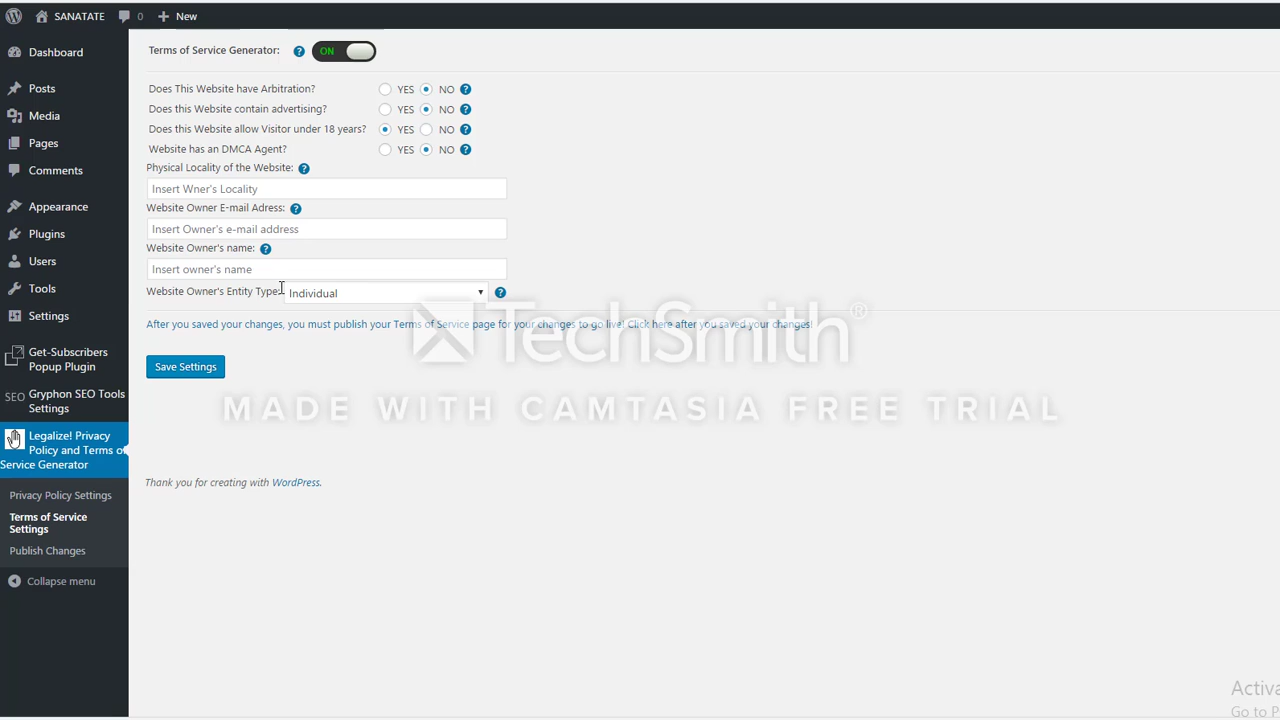 SANATATE 0 New
Dashboard
Posts
Media
Pages
Comments
Appearance
Plugins
Users
Tools
Settings
Get-Subscribers
Popup Plugin
SEO Gryphon SEO Tools
Settings
Legalize! Privacy
Policy and Terms of
Service Generator
Privacy Policy Settings
Terms of Service
Settings
Publish Changes
Collapse menu
Terms of Service Generator: ? ON
Does This Website have Arbitration? YES NO ?
Does this Website contain advertising? YES NO ?
Does this Website allow Visitor under 18 years? YES NO ?
Website has an DMCA Agent? YES NO ?
Physical Locality of the Website: ?
Insert Wner's Locality
Website Owner E-mail Adress: ?
Insert Owner's e-mail address
Website Owner's name: ?
Insert owner's name
Website Owner's Entity Type: Individual ?
After you saved your changes, you must publish your Terms of Service page for your changes to go live! Click here after you saved your changes!
Save Settings
TechSmith®
MADE WITH CAMTASIA FREE TRIAL
Thank you for creating with WordPress.
Activa
Go to P